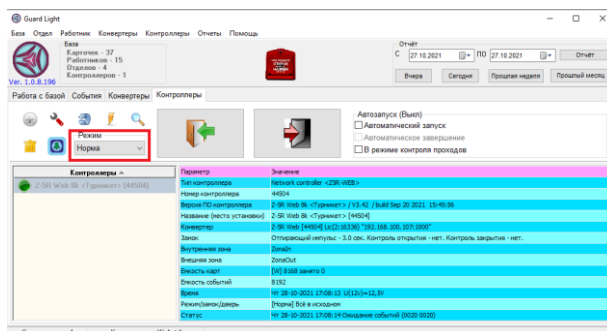 Guard Light
База Отдел Работник Конвертеры Контроллеры Отчеты Помощь
База
Карточек - 37
Работников - 15
Отделов - 4
Контроллеров - 1
Ver. 1.0.8.196
Отчёт
С 27.10.2021 ПО 27.10.2021 Отчёт
Вчера Сегодня Прошлая неделя Прошлый месяц
Работа с базой События Конвертеры Контроллеры
Режим
Норма
Автозапуск (Выкл)
Автоматический запуск
Автоматическое завершение
В режиме контроля проходов
Контроллеры
Z-5R Web 8k <Турникет> [44504]
Параметр Значение
Тип контроллера Network controller <Z5R-WEB>
Номер контроллера 44504
Версия ПО контроллера Z-5R Web 8k <Турникет> / V3.42 / build Sep 20 2021 15:45:56
Название (место установки) Z-5R Web 8k <Турникет> [44504]
Конвертер Z-5R Web [44504] Lic(2:16336) "192.168.100.107:1000"
Замок Отпирающий импульс - 3.0 сек. Контроль открытия - нет. Контроль закрытия - нет.
Внутренняя зона ZonaIn
Внешняя зона ZonaOut
Емкость карт [W] 8168 занято 0
Емкость событий 8192
Время Чт 28-10-2021 17:08:13 U(12v)=12,5V
Режим/замок/дверь [Норма] Всё в исходном
Статус Чт 28-10-2021 17:08:14 Ожидание событий (0020 0020)